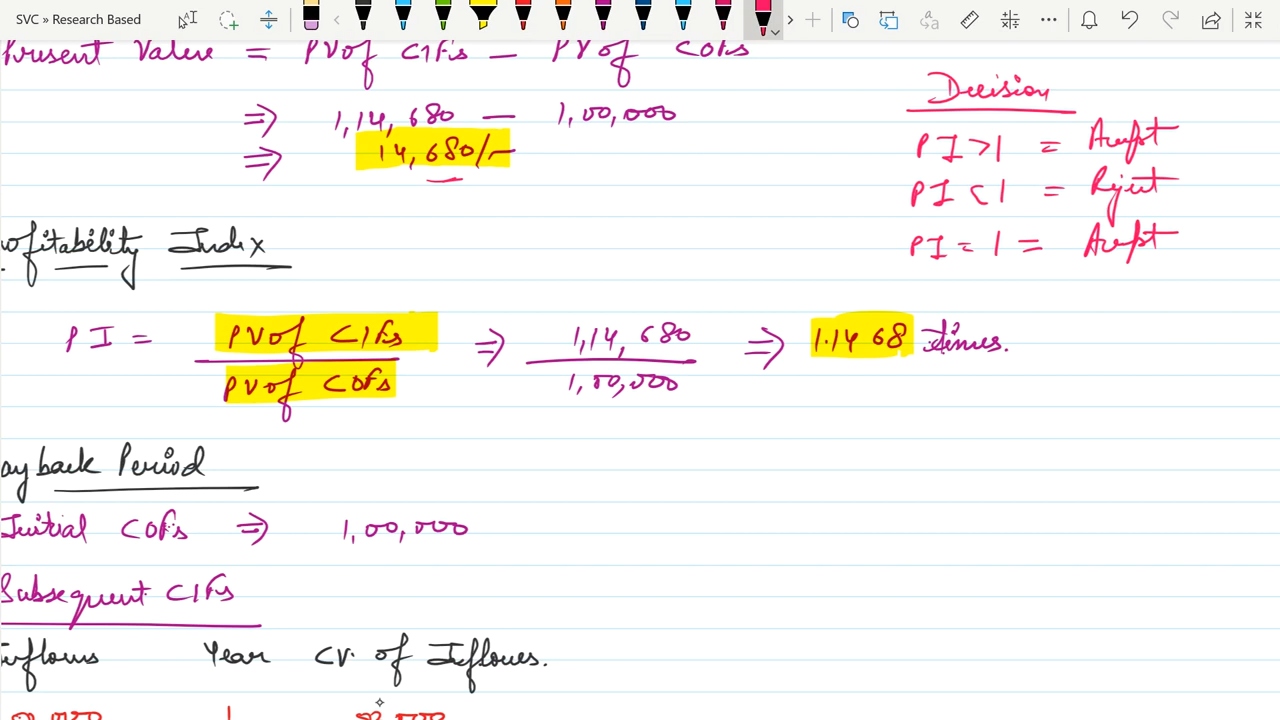 SVC » Research Based
Present Value = PV of CIFs - PV of COFs
⇒ 1,14,680 - 1,00,000
⇒ 14,680/-
Decision
PI > 1 = Accept
PI < 1 = Reject
PI = 1 = Accept
ofitability Index
PI = PV of CIFs / PV of COFs ⇒ 1,14,680 / 1,00,000 ⇒ 1.1468 times.
ayback Period
Initial COFs ⇒ 1,00,000
Subsequent CIFs
Inflows Year CV. of Inflows.